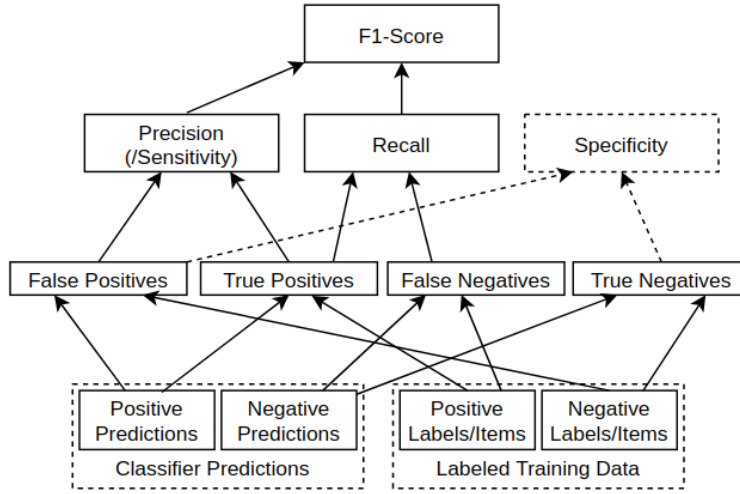 F1-Score
Precision
(/Sensitivity)
Recall
Specificity
False Positives
True Positives
False Negatives
True Negatives
Positive
Predictions
Negative
Predictions
Positive
Labels/Items
Negative
Labels/Items
Classifier Predictions
Labeled Training Data